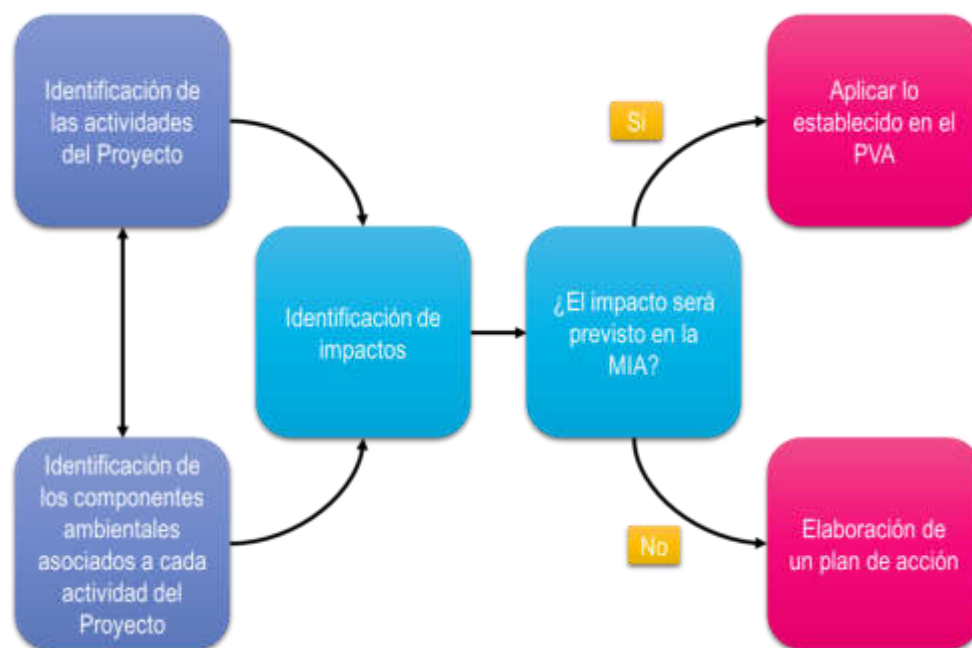 Identificación de
las actividades
del Proyecto
Identificación de
los componentes
ambientales
asociados a cada
actividad del
Proyecto
Identificación de
impactos
¿El impacto será
previsto en la
MIA?
Si
Aplicar lo
establecido en el
PVA
No
Elaboración de
un plan de acción